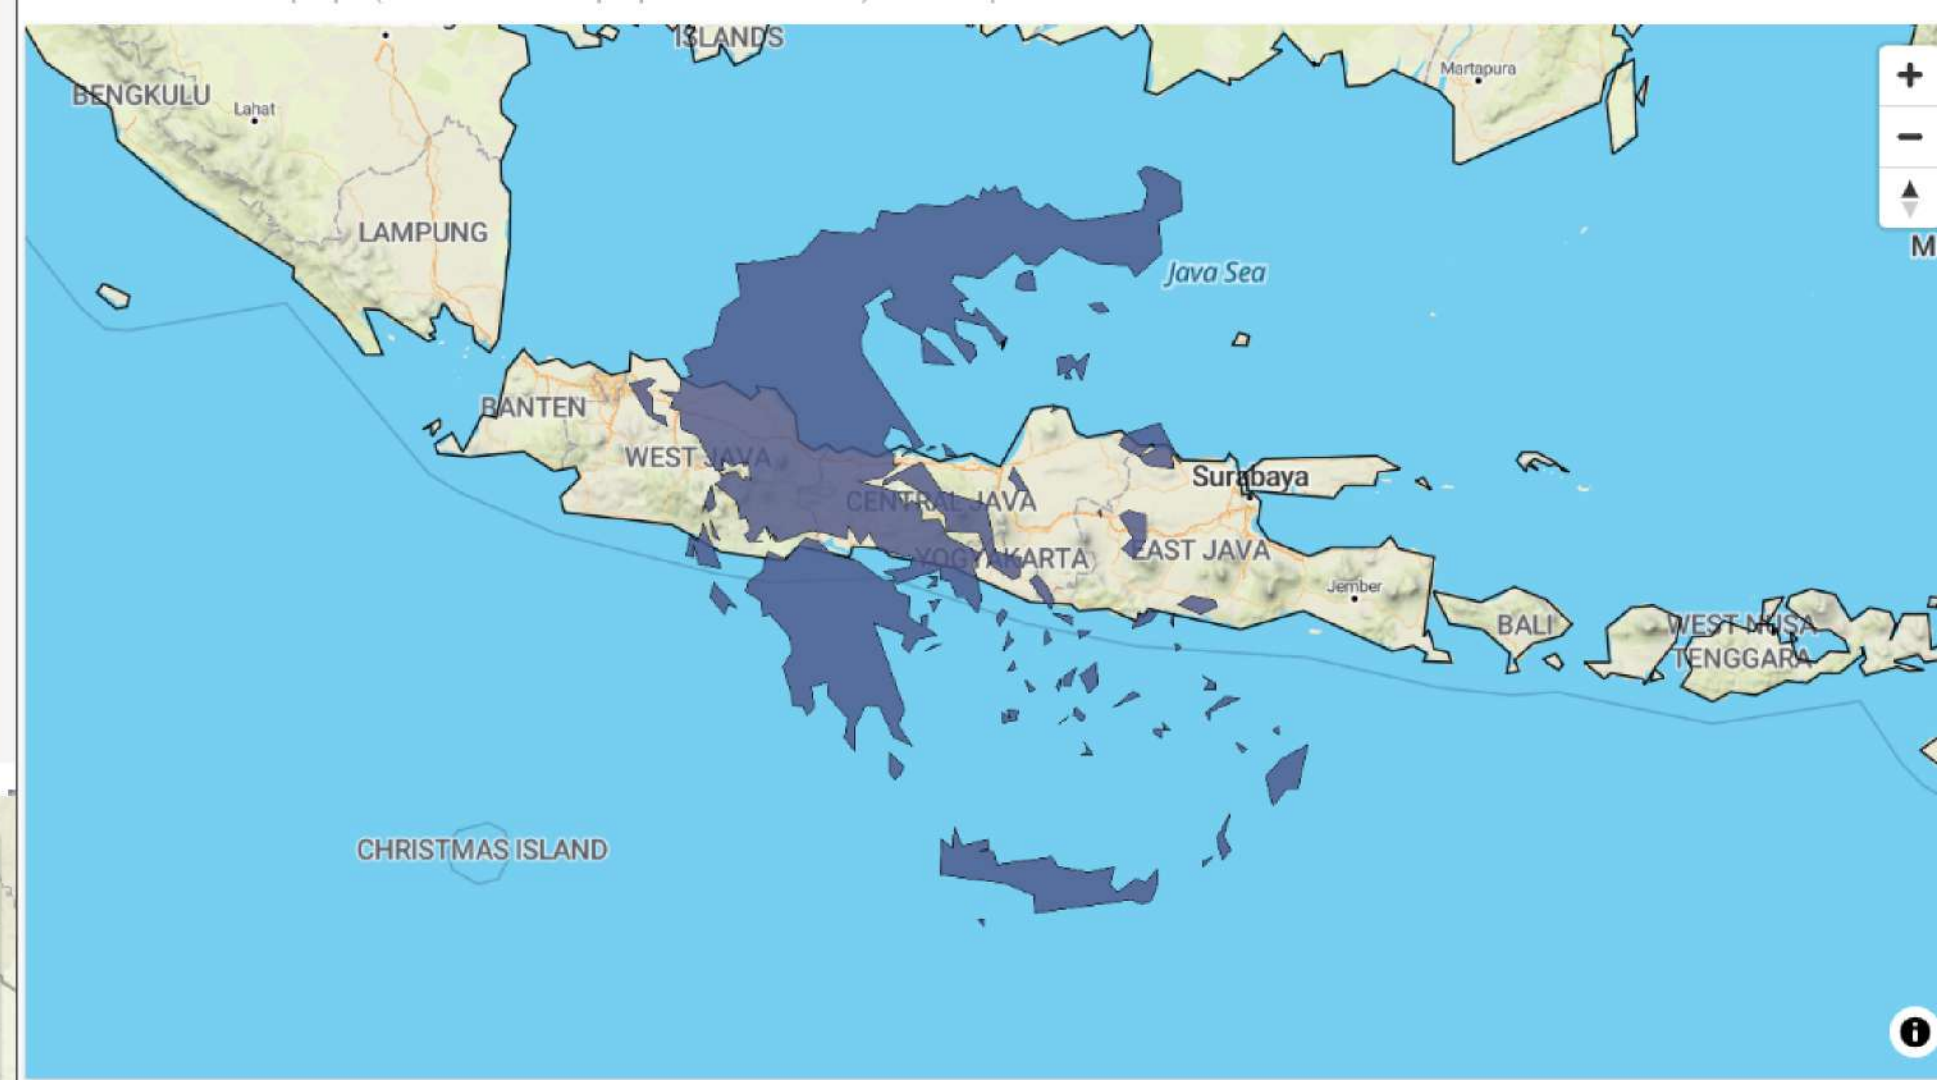 ISLANDS
Martapura
BENGKULU
Lahat
LAMPUNG
M
Java Sea
BANTEN
WEST JAVA
Surabaya
CENTRAL JAVA
YOGYAKARTA
EAST JAVA
Jember
BALI
WEST NUSA
TENGGARA
CHRISTMAS ISLAND